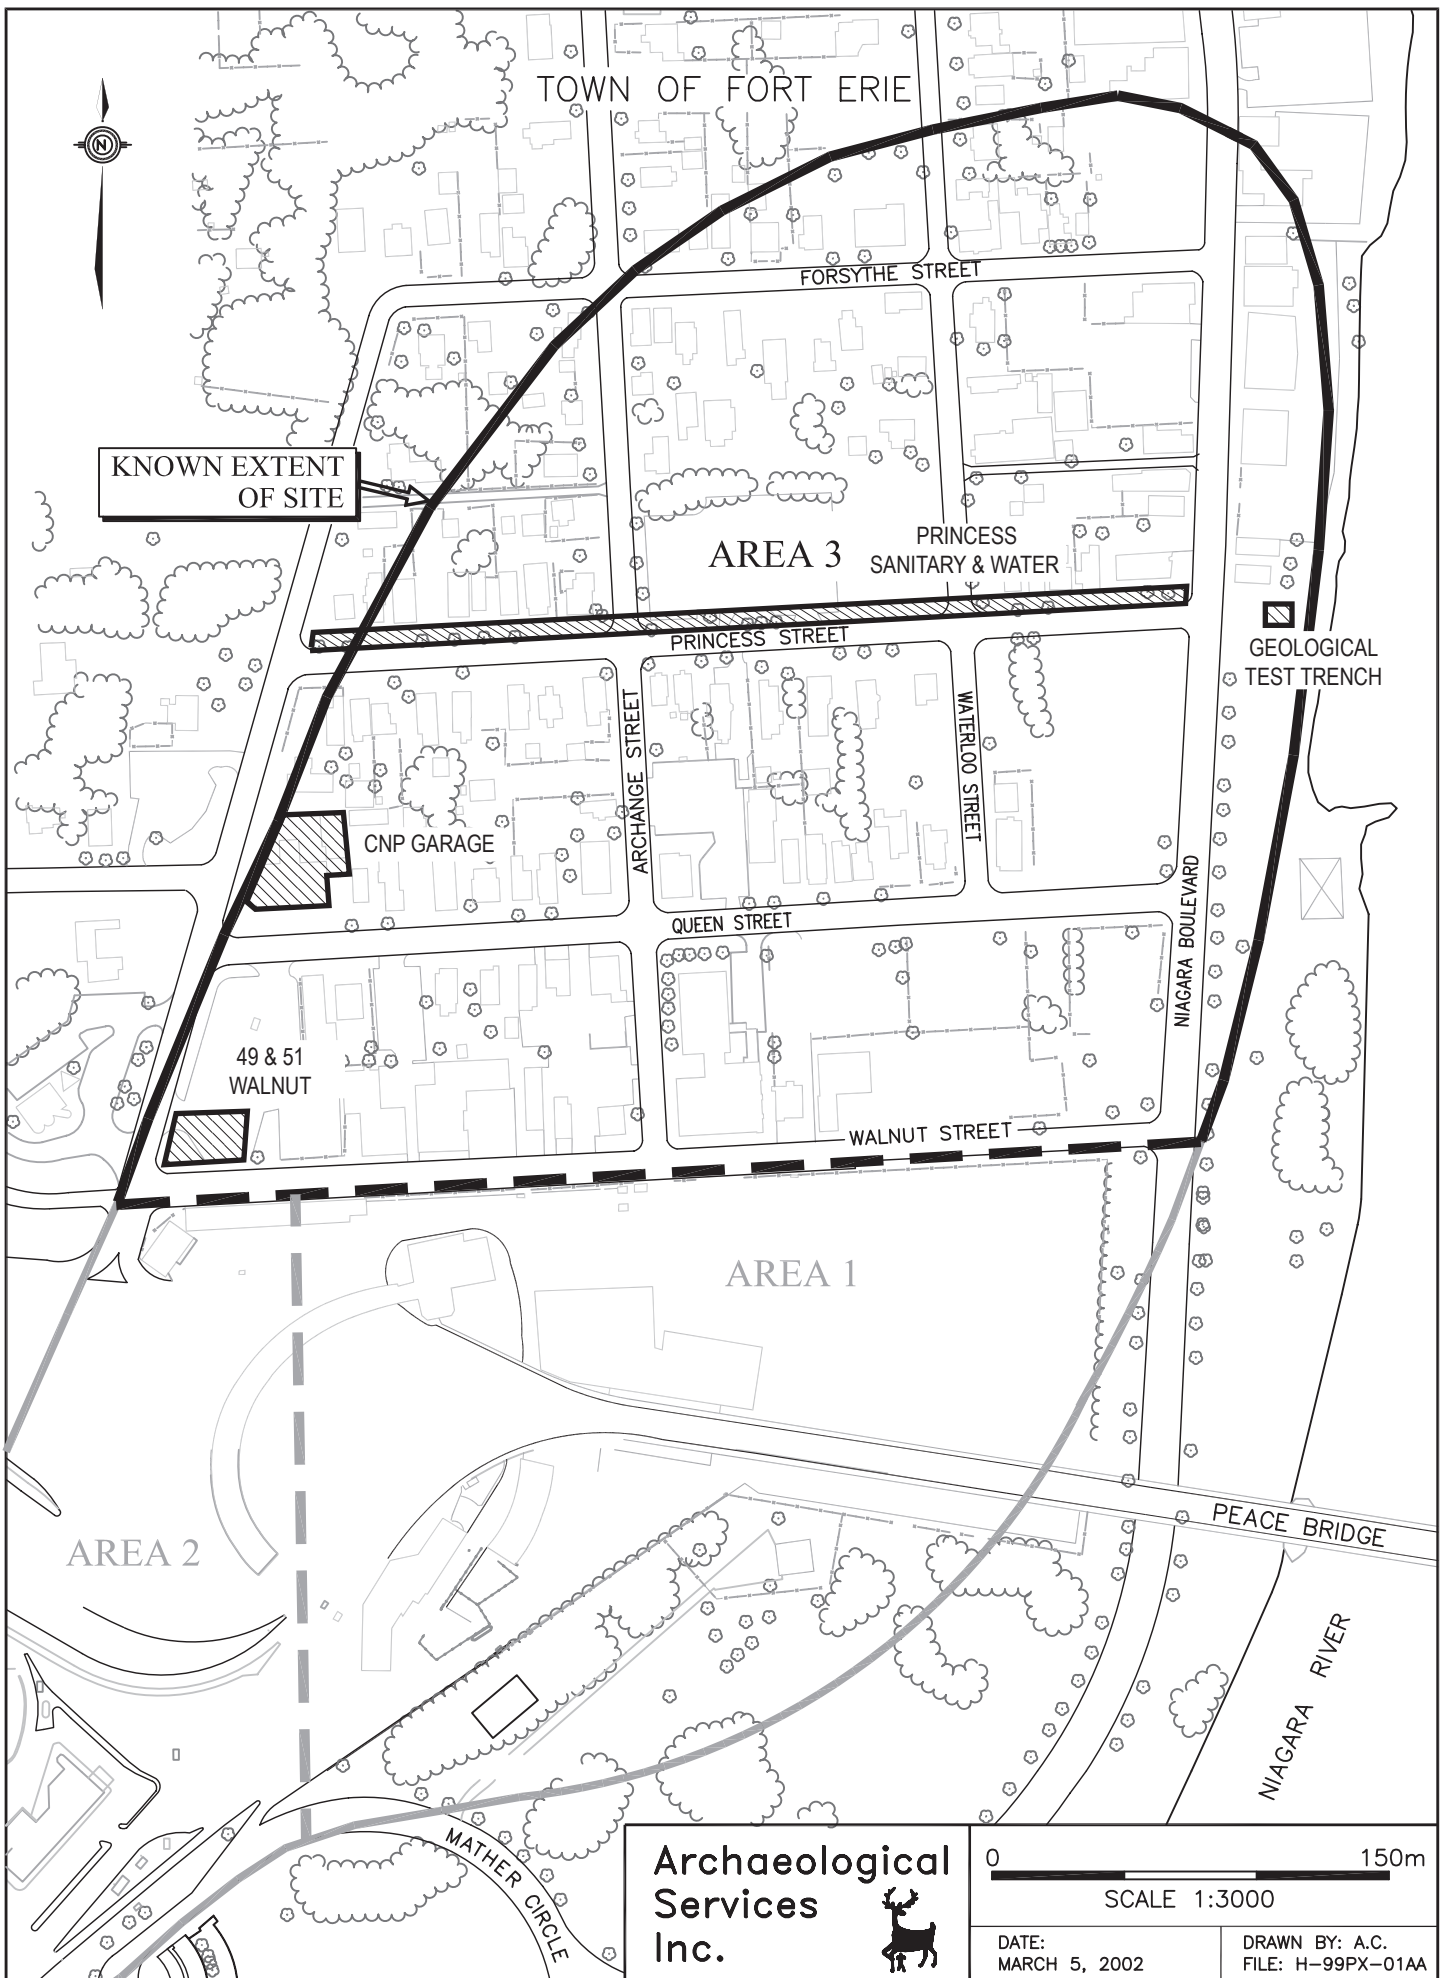 TOWN OF FORT ERIE
N
FORSYTHE STREET
KNOWN EXTENT
OF SITE
AREA 3
PRINCESS
SANITARY & WATER
PRINCESS STREET
GEOLOGICAL
TEST TRENCH
ARCHANGE STREET
WATERLOO STREET
CNP GARAGE
NIAGARA BOULEVARD
QUEEN STREET
49 & 51
WALNUT
WALNUT STREET
AREA 1
PEACE BRIDGE
AREA 2
NIAGARA RIVER
MATHER CIRCLE
Archaeological
Services
Inc.
0 150m
SCALE 1:3000
DATE:
MARCH 5, 2002
DRAWN BY: A.C.
FILE: H-99PX-01AA